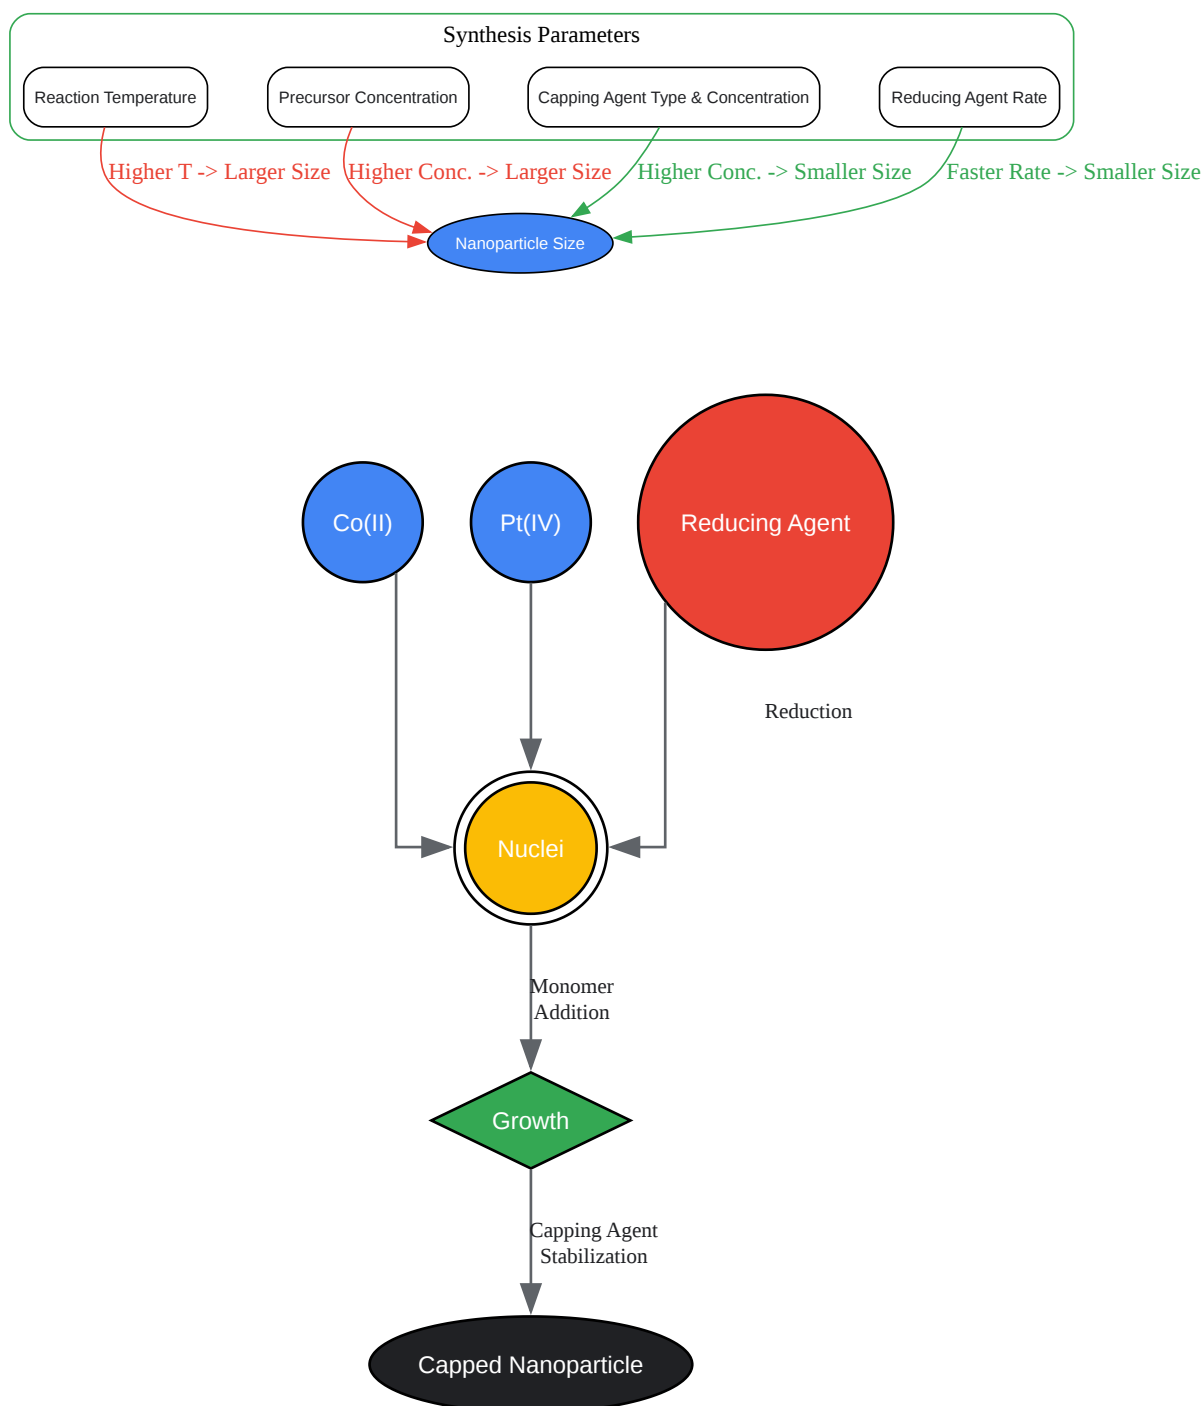 Synthesis Parameters
Reaction Temperature
Precursor Concentration
Capping Agent Type & Concentration
Reducing Agent Rate
Higher T -> Larger Size
Higher Conc. -> Larger Size
Higher Conc. -> Smaller Size
Faster Rate -> Smaller Size
Nanoparticle Size
Co(II)
Pt(IV)
Reducing Agent
Reduction
Nuclei
Monomer
Addition
Growth
Capping Agent
Stabilization
Capped Nanoparticle